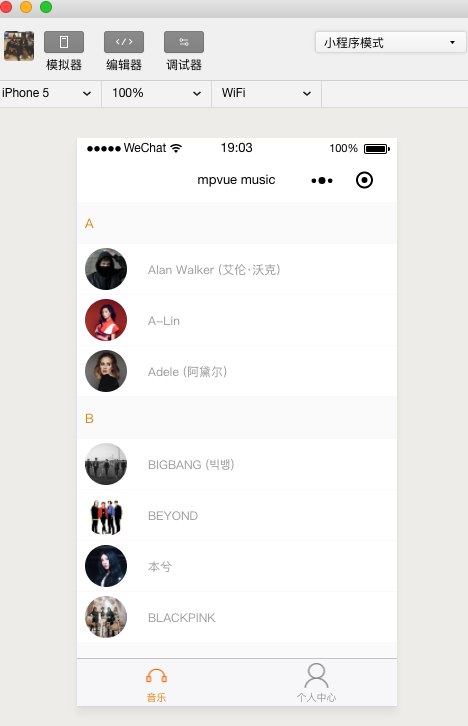 模拟器 编辑器 调试器 小程序模式
iPhone 5 100% WiFi
WeChat 19:03 100%
mpvue music
A
Alan Walker (艾伦·沃克)
A-Lin
Adele (阿黛尔)
B
BIGBANG (빅뱅)
BEYOND
本兮
BLACKPINK
音乐 个人中心